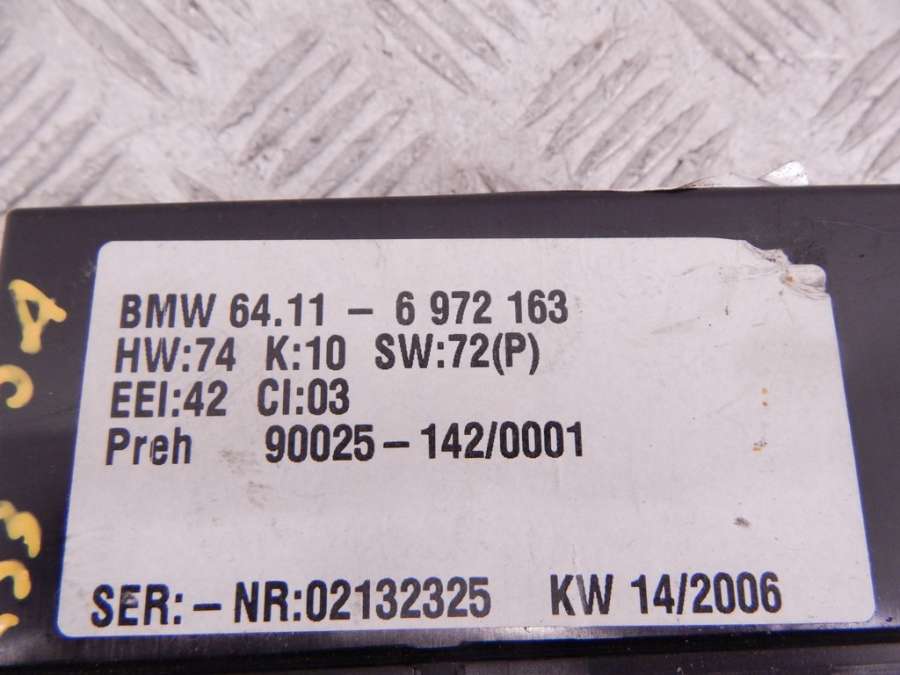 BMW 64.11 - 6 972 163
HW:74 K:10 SW:72(P)
EEI:42 CI:03
Preh 90025-142/0001
SER:-NR:02132325 KW 14/2006